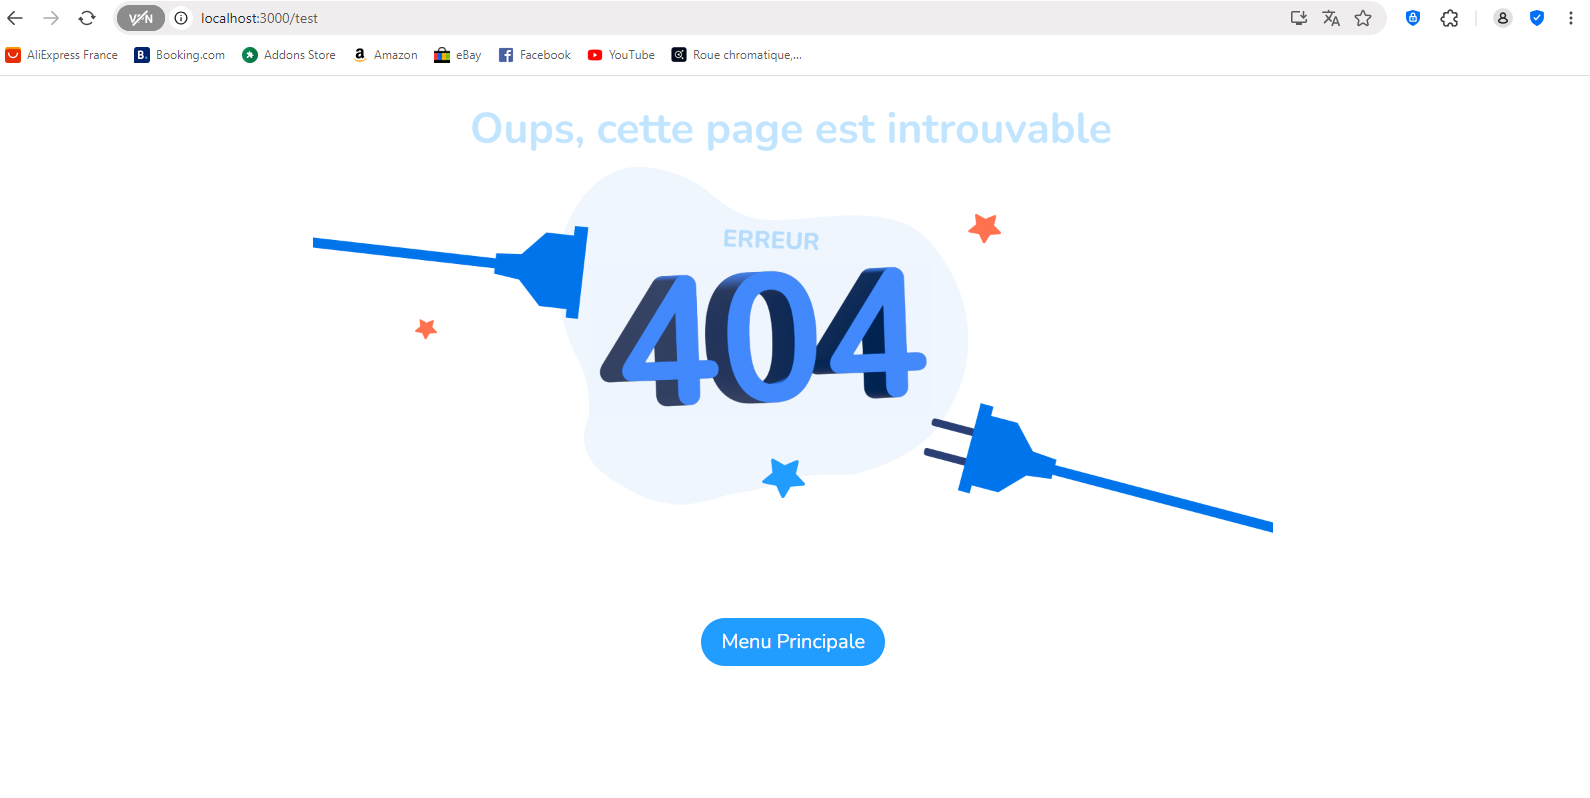 VPN
localhost:3000/test
AliExpress France
B.
Booking.com
Addons Store
a
Amazon
eBay
Facebook
YouTube
Roue chromatique,...
Oups, cette page est introuvable
ERREUR
404
Menu Principale